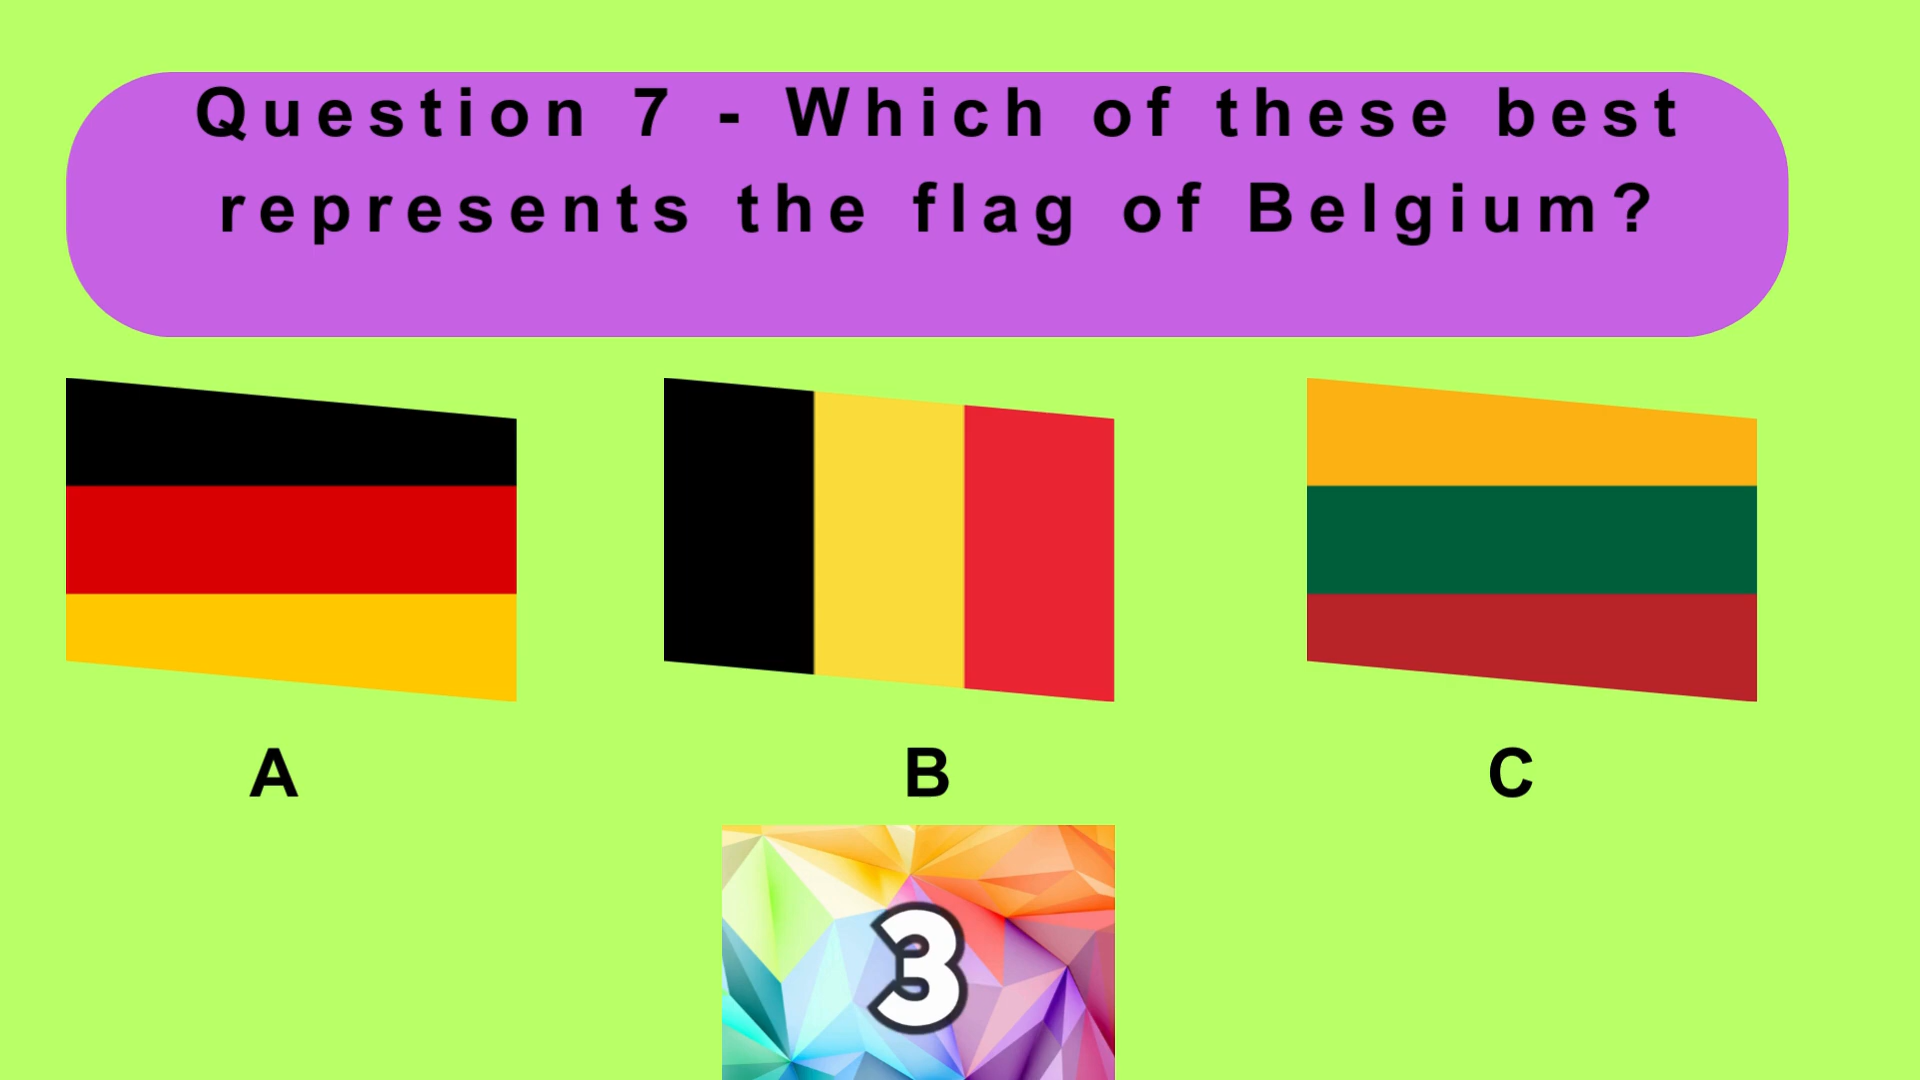 Question 7 - Which of these best
represents the flag of Belgium?
A
B
C
3